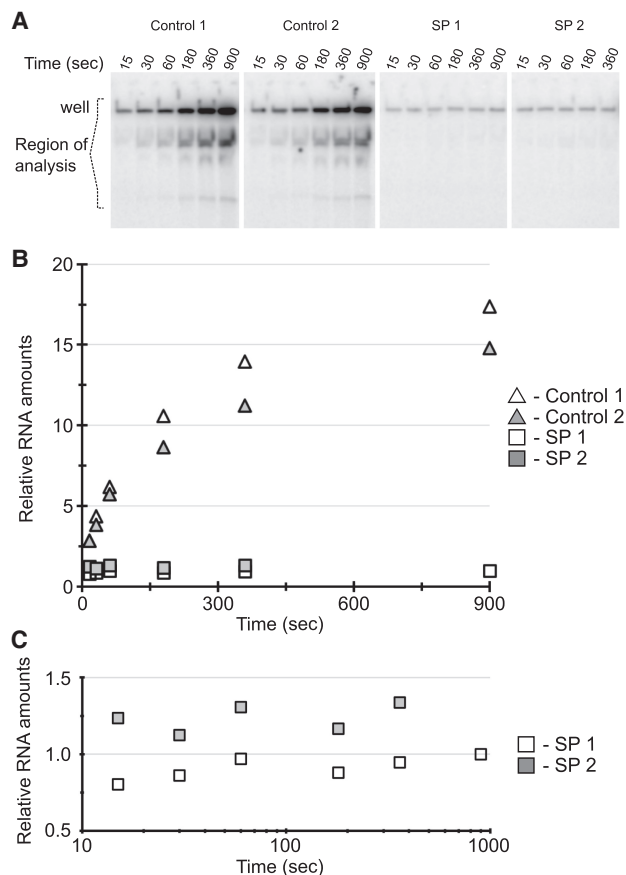 A
Control 1 Control 2 SP 1 SP 2
Time (sec) 15 30 60 180 360 900 15 30 60 180 360 900 15 30 60 180 360 900 15 30 60 180 360
well
Region of
analysis
B
Relative RNA amounts
20
15
10
5
0
0 300 600 900
Time (sec)
- Control 1
- Control 2
- SP 1
- SP 2
C
Relative RNA amounts
1.5
1.0
0.5
10 100 1000
Time (sec)
- SP 1
- SP 2